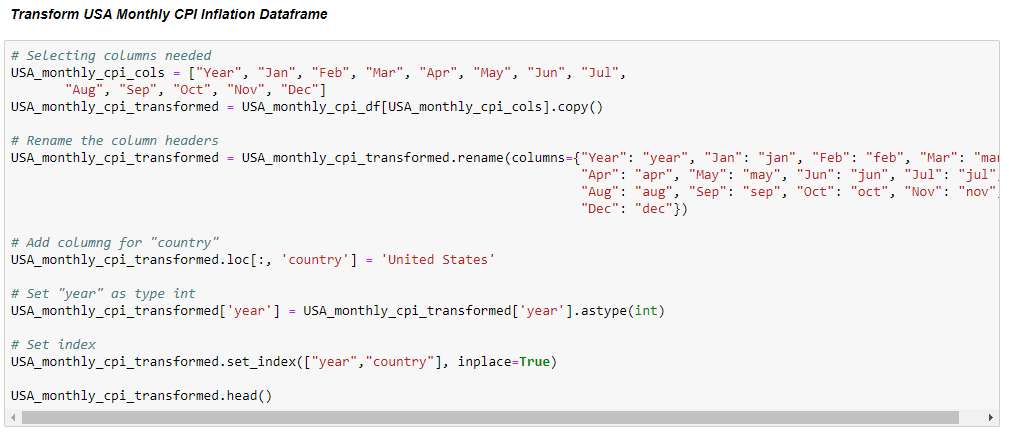 Transform USA Monthly CPI Inflation Dataframe
# Selecting columns needed
USA_monthly_cpi_cols = ["Year", "Jan", "Feb", "Mar", "Apr", "May", "Jun", "Jul",
"Aug", "Sep", "Oct", "Nov", "Dec"]
USA_monthly_cpi_transformed = USA_monthly_cpi_df[USA_monthly_cpi_cols].copy()
# Rename the column headers
USA_monthly_cpi_transformed = USA_monthly_cpi_transformed.rename(columns={"Year": "year", "Jan": "jan", "Feb": "feb", "Mar": "mar
"Apr": "apr", "May": "may", "Jun": "jun", "Jul": "jul",
"Aug": "aug", "Sep": "sep", "Oct": "oct", "Nov": "nov",
"Dec": "dec"})
# Add columng for "country"
USA_monthly_cpi_transformed.loc[:, 'country'] = 'United States'
# Set "year" as type int
USA_monthly_cpi_transformed['year'] = USA_monthly_cpi_transformed['year'].astype(int)
# Set index
USA_monthly_cpi_transformed.set_index(["year","country"], inplace=True)
USA_monthly_cpi_transformed.head()